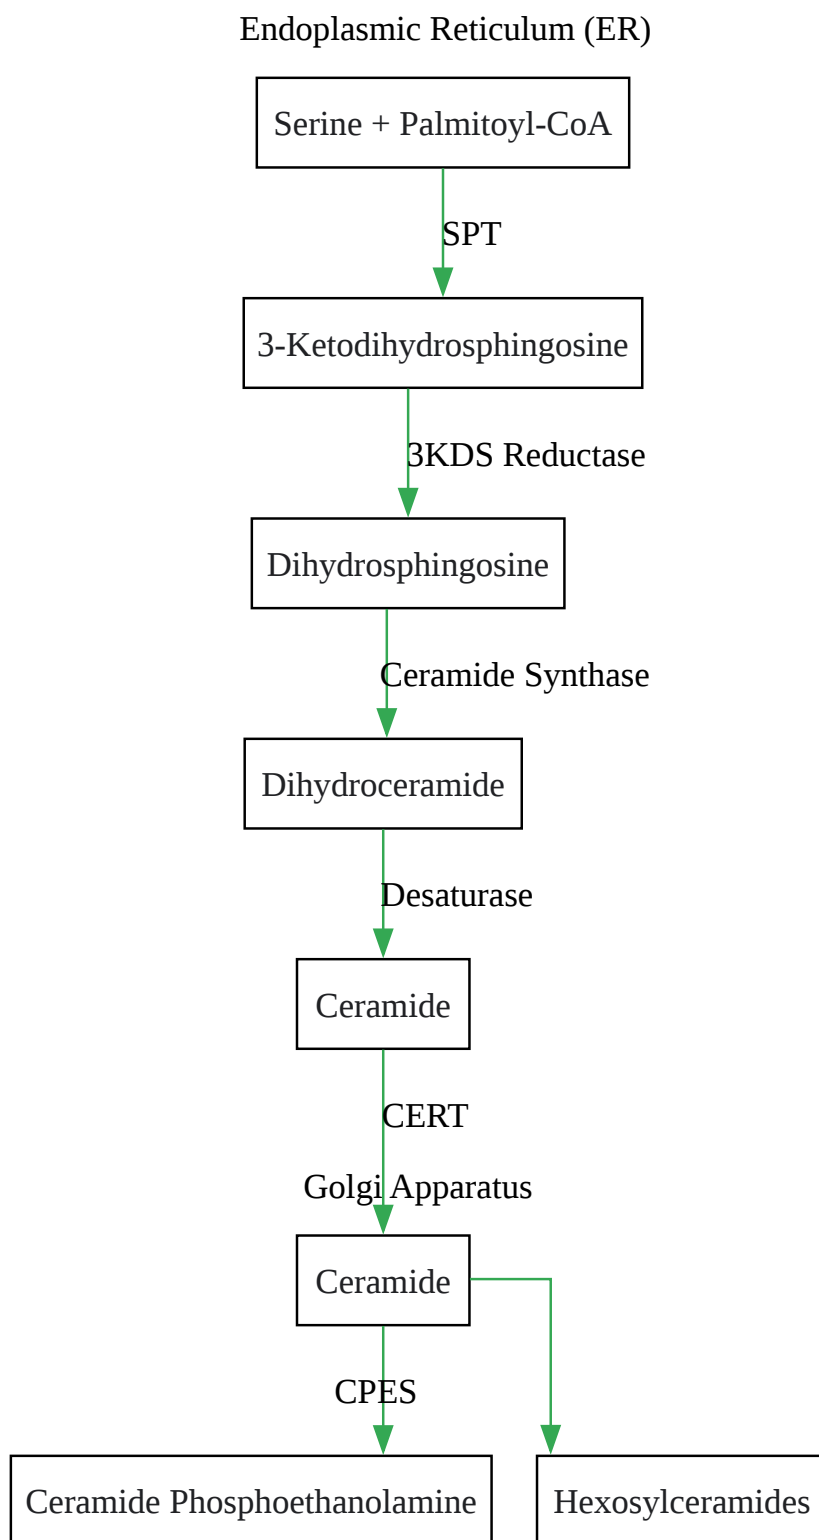 Endoplasmic Reticulum (ER)
Serine + Palmitoyl-CoA
SPT
3-Ketodihydrosphingosine
3KDS Reductase
Dihydrosphingosine
Ceramide Synthase
Dihydroceramide
Desaturase
Ceramide
CERT
Golgi Apparatus
Ceramide
CPES
Ceramide Phosphoethanolamine
Hexosylceramides